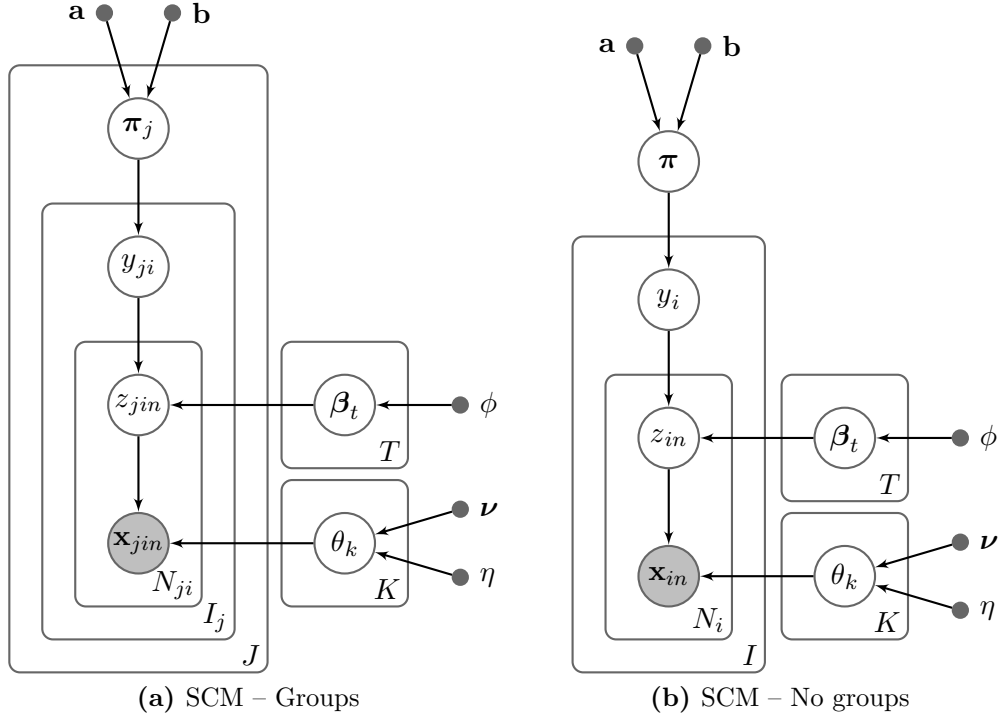 a b
π_j
y_ji
z_jin β_t ϕ
T
x_jin θ_k ν
η
N_ji K
I_j
J
(a) SCM – Groups
a b
π
y_i
z_in β_t ϕ
T
x_in θ_k ν
η
N_i K
I
(b) SCM – No groups